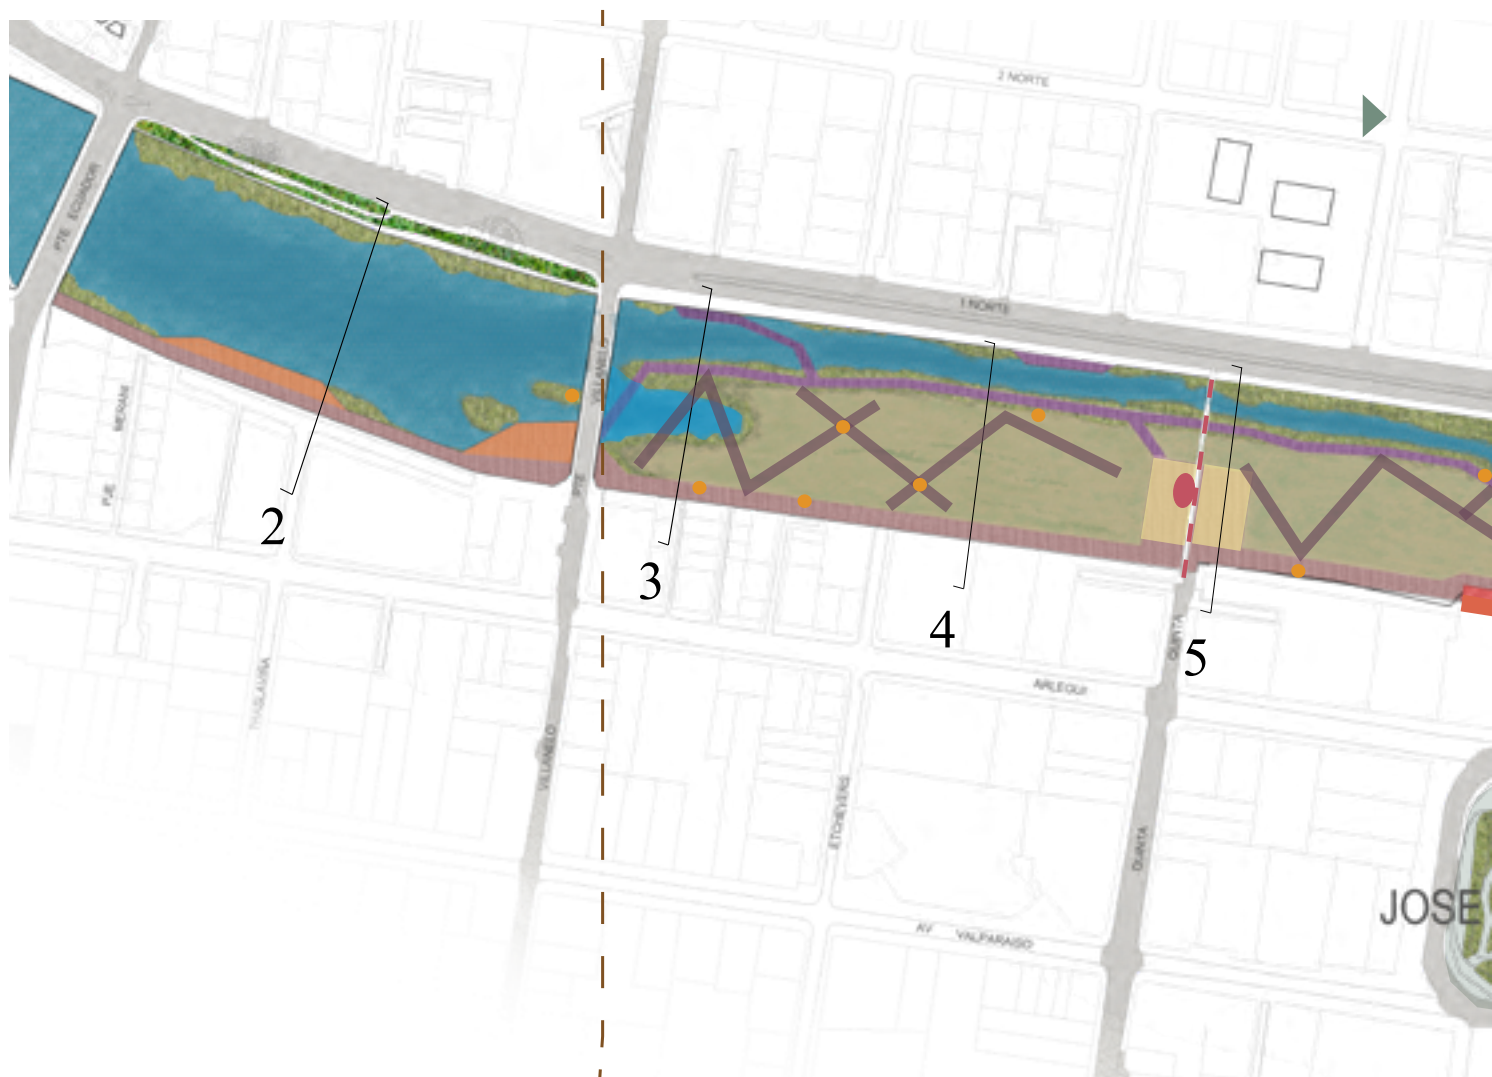 2 NORTE
PTE ECUADOR
1 NORTE
VILLANELO
MERANI
PJE
PTE
2
3
4
QUINTA
5
TRASLAVIÑA
ARLEGUI
VILLANELO
ETCHEVERS
QUINTA
JOSE
AV VALPARAISO